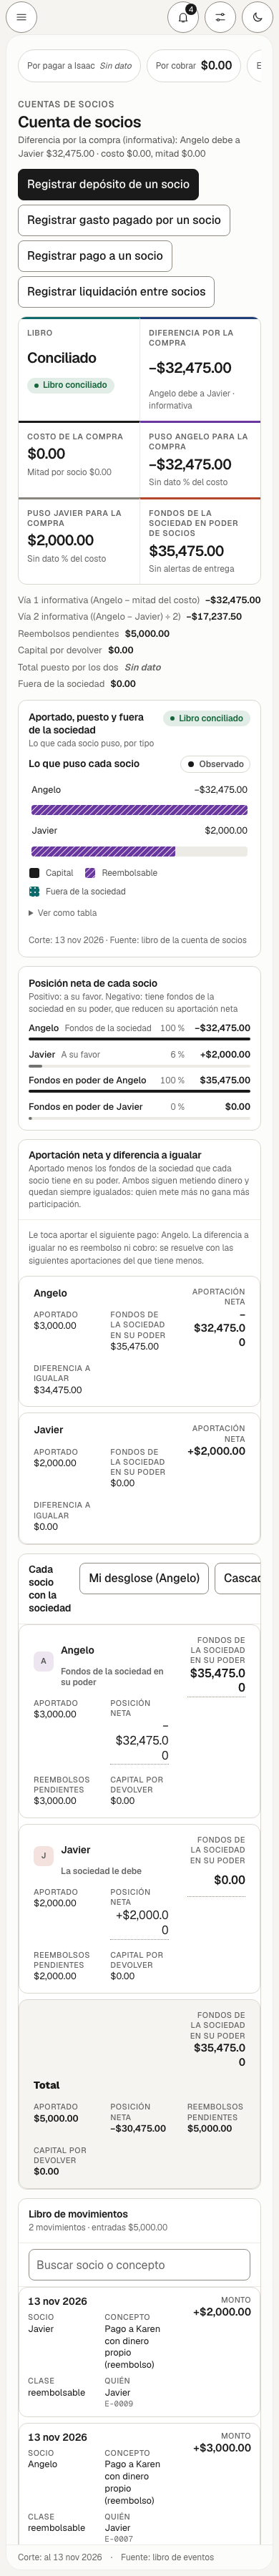 4
Por pagar a Isaac Sin dato
Por cobrar $0.00
E
CUENTAS DE SOCIOS
Cuenta de socios
Diferencia por la compra (informativa): Angelo debe a
Javier $32,475.00 · costo $0.00, mitad $0.00
Registrar depósito de un socio
Registrar gasto pagado por un socio
Registrar pago a un socio
Registrar liquidación entre socios
LIBRO
Conciliado
Libro conciliado
DIFERENCIA POR LA
COMPRA
−$32,475.00
Angelo debe a Javier ·
informativa
COSTO DE LA COMPRA
$0.00
Mitad por socio $0.00
PUSO ANGELO PARA LA
COMPRA
−$32,475.00
Sin dato % del costo
PUSO JAVIER PARA LA
COMPRA
$2,000.00
Sin dato % del costo
FONDOS DE LA
SOCIEDAD EN PODER
DE SOCIOS
$35,475.00
Sin alertas de entrega
Vía 1 informativa (Angelo − mitad del costo) −$32,475.00
Vía 2 informativa ((Angelo − Javier) ÷ 2) −$17,237.50
Reembolsos pendientes $5,000.00
Capital por devolver $0.00
Total puesto por los dos Sin dato
Fuera de la sociedad $0.00
Aportado, puesto y fuera
de la sociedad
Libro conciliado
Lo que cada socio puso, por tipo
Lo que puso cada socio
Observado
Angelo −$32,475.00
Javier $2,000.00
Capital Reembolsable
Fuera de la sociedad
Ver como tabla
Corte: 13 nov 2026 · Fuente: libro de la cuenta de socios
Posición neta de cada socio
Positivo: a su favor. Negativo: tiene fondos de la
sociedad en su poder, que reducen su aportación neta
Angelo Fondos de la sociedad 100 % −$32,475.00
Javier A su favor 6 % +$2,000.00
Fondos en poder de Angelo 100 % $35,475.00
Fondos en poder de Javier 0 % $0.00
Aportación neta y diferencia a igualar
Aportado menos los fondos de la sociedad que cada
socio tiene en su poder. Ambos siguen metiendo dinero y
quedan siempre igualados: quien mete más no gana más
participación.
Le toca aportar el siguiente pago: Angelo. La diferencia a
igualar no es reembolso ni cobro: se resuelve con las
siguientes aportaciones del que tiene menos.
Angelo
APORTACIÓN
NETA
−
$32,475.0
0
APORTADO
$3,000.00
FONDOS DE
LA SOCIEDAD
EN SU PODER
$35,475.00
DIFERENCIA A
IGUALAR
$34,475.00
Javier
APORTACIÓN
NETA
+$2,000.00
APORTADO
$2,000.00
FONDOS DE
LA SOCIEDAD
EN SU PODER
$0.00
DIFERENCIA A
IGUALAR
$0.00
Cada
socio
con la
sociedad
Mi desglose (Angelo)
Cascac
A
Angelo
Fondos de la sociedad en
su poder
FONDOS DE
LA SOCIEDAD
EN SU PODER
$35,475.0
0
APORTADO
$3,000.00
POSICIÓN
NETA
−
$32,475.0
0
REEMBOLSOS
PENDIENTES
$3,000.00
CAPITAL POR
DEVOLVER
$0.00
J
Javier
La sociedad le debe
FONDOS DE
LA SOCIEDAD
EN SU PODER
$0.00
APORTADO
$2,000.00
POSICIÓN
NETA
+$2,000.0
0
REEMBOLSOS
PENDIENTES
$2,000.00
CAPITAL POR
DEVOLVER
$0.00
FONDOS DE
LA SOCIEDAD
EN SU PODER
$35,475.0
0
Total
APORTADO
$5,000.00
POSICIÓN
NETA
−$30,475.00
REEMBOLSOS
PENDIENTES
$5,000.00
CAPITAL POR
DEVOLVER
$0.00
Libro de movimientos
2 movimientos · entradas $5,000.00
Buscar socio o concepto
13 nov 2026
MONTO
+$2,000.00
SOCIO
Javier
CONCEPTO
Pago a Karen
con dinero
propio
(reembolso)
CLASE
reembolsable
QUIÉN
Javier
E-0009
13 nov 2026
MONTO
+$3,000.00
SOCIO
Angelo
CONCEPTO
Pago a Karen
con dinero
propio
(reembolso)
CLASE
reembolsable
QUIÉN
Javier
E-0007
Corte: al 13 nov 2026 · Fuente: libro de eventos